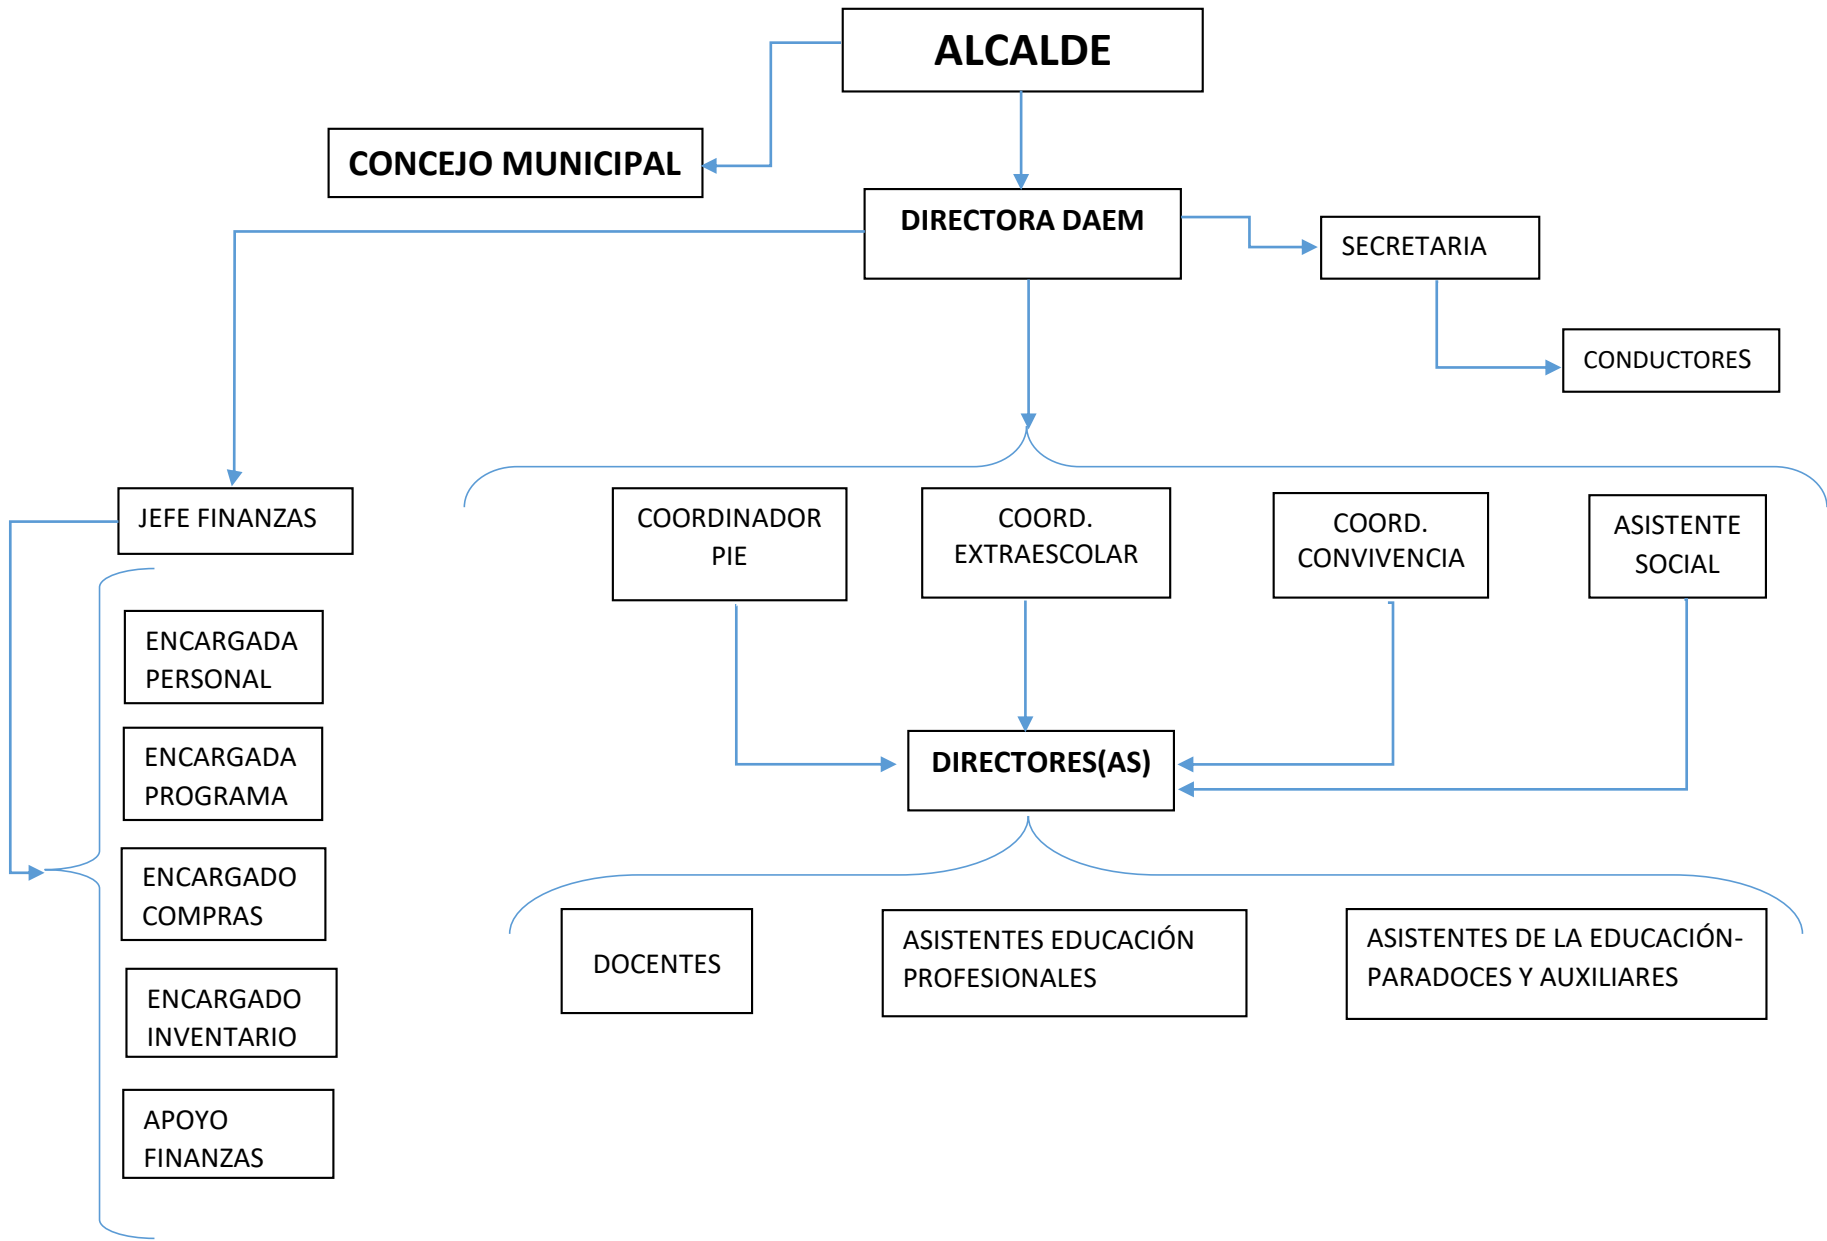 ALCALDE
CONCEJO MUNICIPAL
DIRECTORA DAEM
SECRETARIA
CONDUCTORES
JEFE FINANZAS
COORDINADOR
PIE
COORD.
EXTRAESCOLAR
COORD.
CONVIVENCIA
ASISTENTE
SOCIAL
ENCARGADA
PERSONAL
ENCARGADA
PROGRAMA
ENCARGADO
COMPRAS
ENCARGADO
INVENTARIO
APOYO
FINANZAS
DIRECTORES(AS)
DOCENTES
ASISTENTES EDUCACIÓN
PROFESIONALES
ASISTENTES DE LA EDUCACIÓN-
PARADOCES Y AUXILIARES